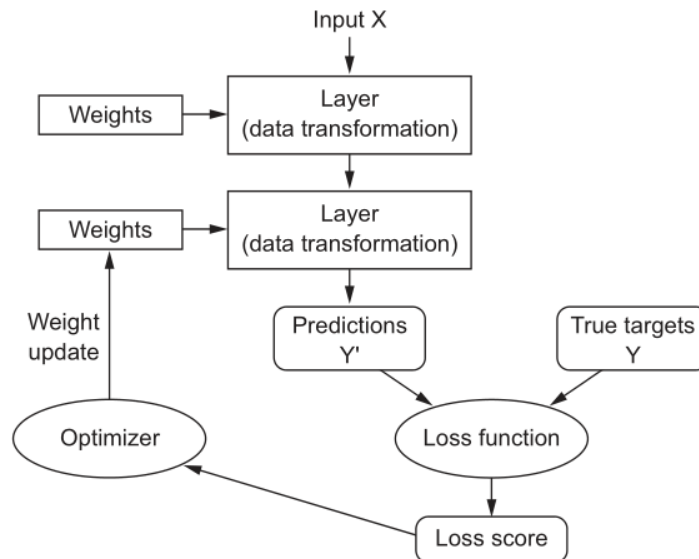 Input X
Weights
Layer
(data transformation)
Weights
Layer
(data transformation)
Weight
update
Predictions
Y'
True targets
Y
Optimizer
Loss function
Loss score